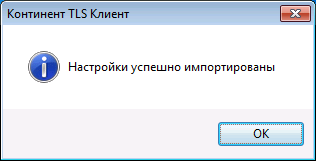 Континент TLS Клиент
Настройки успешно импортированы
OK